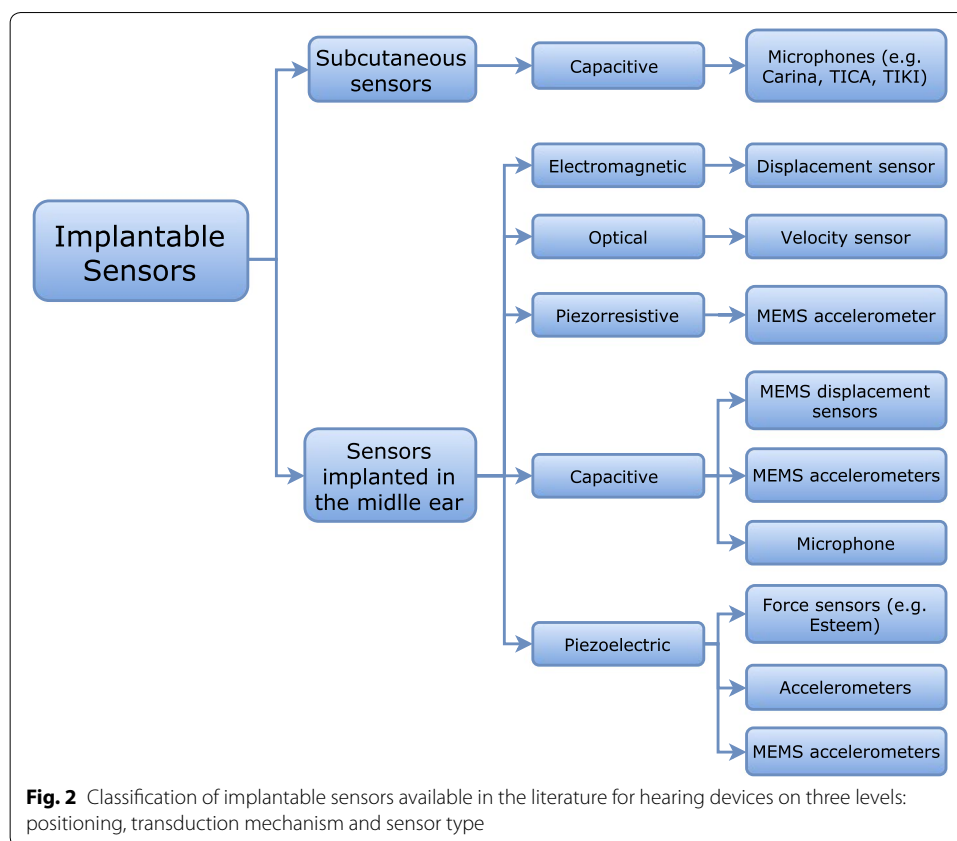 Implantable
Sensors
Subcutaneous
sensors
Capacitive
Microphones (e.g.
Carina, TICA, TIKI)
Sensors
implanted in
the midlle ear
Electromagnetic
Displacement sensor
Optical
Velocity sensor
Piezorresistive
MEMS accelerometer
Capacitive
MEMS displacement
sensors
MEMS accelerometers
Microphone
Piezoelectric
Force sensors (e.g.
Esteem)
Accelerometers
MEMS accelerometers
Fig. 2 Classification of implantable sensors available in the literature for hearing devices on three levels:
positioning, transduction mechanism and sensor type